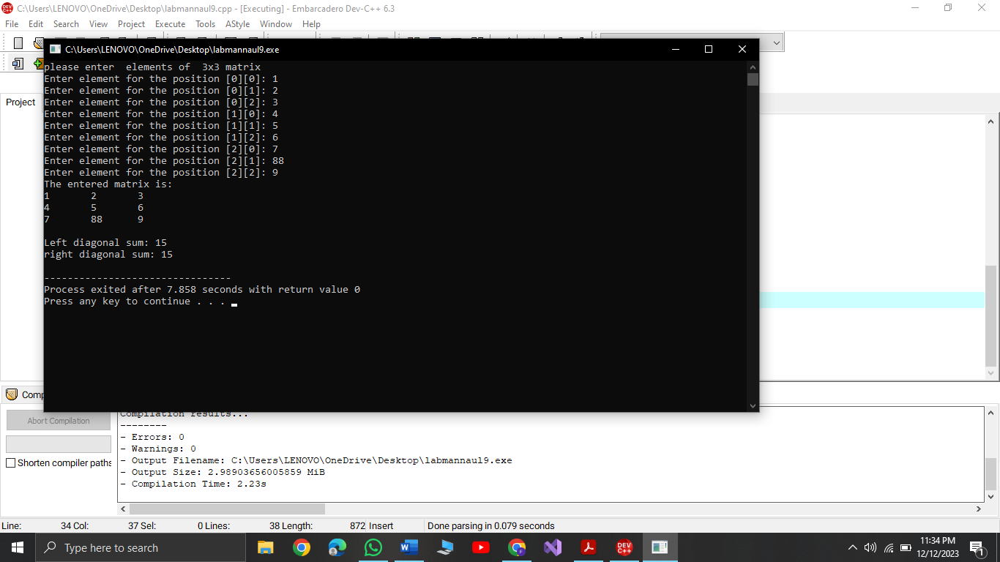 C:\Users\LENOVO\OneDrive\Desktop\labmannaul9.cpp - [Executing] - Embarcadero Dev-C++ 6.3
File Edit Search View Project Execute Tools AStyle Window Help
C:\Users\LENOVO\OneDrive\Desktop\labmannaul9.exe
please enter  elements of  3x3 matrix
Enter element for the position [0][0]: 1
Enter element for the position [0][1]: 2
Enter element for the position [0][2]: 3
Enter element for the position [1][0]: 4
Enter element for the position [1][1]: 5
Enter element for the position [1][2]: 6
Enter element for the position [2][0]: 7
Enter element for the position [2][1]: 88
Enter element for the position [2][2]: 9
The entered matrix is:
1 2 3
4 5 6
7 88 9
Left diagonal sum: 15
right diagonal sum: 15
--------------------------------
Process exited after 7.858 seconds with return value 0
Press any key to continue . . .
Project
Comp
Abort Compilation
Shorten compiler paths
Compilation results...
--------
- Errors: 0
- Warnings: 0
- Output Filename: C:\Users\LENOVO\OneDrive\Desktop\labmannaul9.exe
- Output Size: 2.98903656005859 MiB
- Compilation Time: 2.23s
Line: 34 Col: 37 Sel: 0 Lines: 38 Length: 872 Insert Done parsing in 0.079 seconds
Type here to search
11:34 PM
12/12/2023
1
DEV C++